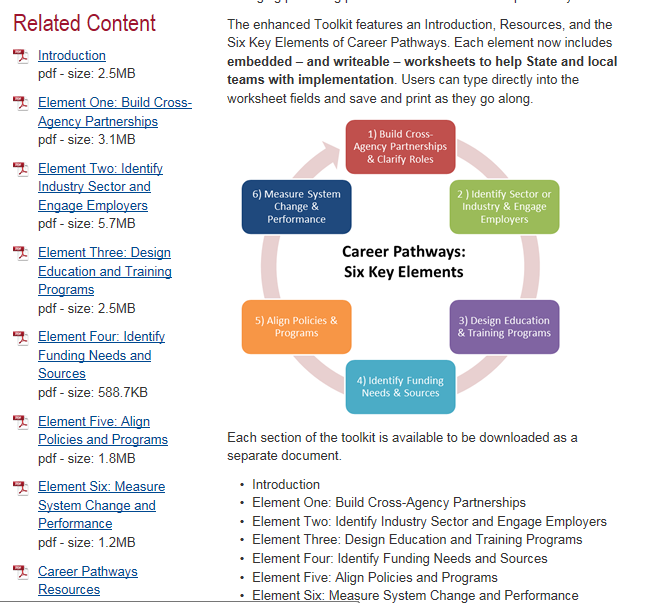 Related Content
Introduction
pdf - size: 2.5MB
Element One: Build Cross-
Agency Partnerships
pdf - size: 3.1MB
Element Two: Identify
Industry Sector and
Engage Employers
pdf - size: 5.7MB
Element Three: Design
Education and Training
Programs
pdf - size: 2.5MB
Element Four: Identify
Funding Needs and
Sources
pdf - size: 588.7KB
Element Five: Align
Policies and Programs
pdf - size: 1.8MB
Element Six: Measure
System Change and
Performance
pdf - size: 1.2MB
Career Pathways
Resources
The enhanced Toolkit features an Introduction, Resources, and the
Six Key Elements of Career Pathways. Each element now includes
embedded – and writeable – worksheets to help State and local
teams with implementation. Users can type directly into the
worksheet fields and save and print as they go along.
1) Build Cross-
Agency Partnerships
& Clarify Roles
2 ) Identify Sector or
Industry & Engage
Employers
3) Design Education
& Training Programs
4) Identify Funding
Needs & Sources
5) Align Policies &
Programs
6) Measure System
Change &
Performance
Career Pathways:
Six Key Elements
Each section of the toolkit is available to be downloaded as a
separate document.
• Introduction
• Element One: Build Cross-Agency Partnerships
• Element Two: Identify Industry Sector and Engage Employers
• Element Three: Design Education and Training Programs
• Element Four: Identify Funding Needs and Sources
• Element Five: Align Policies and Programs
• Element Six: Measure System Change and Performance